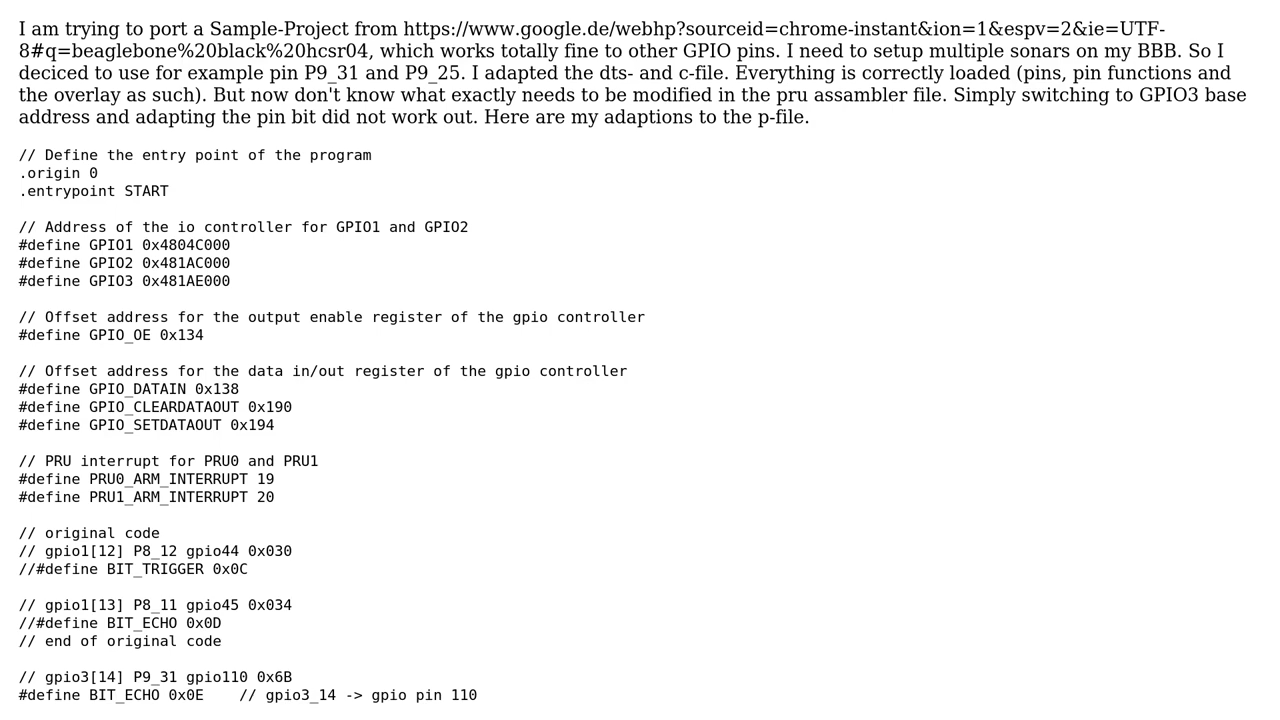 I am trying to port a Sample-Project from https://www.google.de/webhp?sourceid=chrome-instant&ion=1&espv=2&ie=UTF-
8#q=beaglebone%20black%20hcsr04, which works totally fine to other GPIO pins. I need to setup multiple sonars on my BBB. So I
deciced to use for example pin P9_31 and P9_25. I adapted the dts- and c-file. Everything is correctly loaded (pins, pin functions and
the overlay as such). But now don't know what exactly needs to be modified in the pru assambler file. Simply switching to GPIO3 base
address and adapting the pin bit did not work out. Here are my adaptions to the p-file.
// Define the entry point of the program
.origin 0
.entrypoint START
// Address of the io controller for GPIO1 and GPIO2
#define GPIO1 0x4804C000
#define GPIO2 0x481AC000
#define GPIO3 0x481AE000
// Offset address for the output enable register of the gpio controller
#define GPIO_OE 0x134
// Offset address for the data in/out register of the gpio controller
#define GPIO_DATAIN 0x138
#define GPIO_CLEARDATAOUT 0x190
#define GPIO_SETDATAOUT 0x194
// PRU interrupt for PRU0 and PRU1
#define PRU0_ARM_INTERRUPT 19
#define PRU1_ARM_INTERRUPT 20
// original code
// gpio1[12] P8_12 gpio44 0x030
//#define BIT_TRIGGER 0x0C
// gpio1[13] P8_11 gpio45 0x034
//#define BIT_ECHO 0x0D
// end of original code
// gpio3[14] P9_31 gpio110 0x6B
#define BIT_ECHO 0x0E    // gpio3_14 -> gpio pin 110